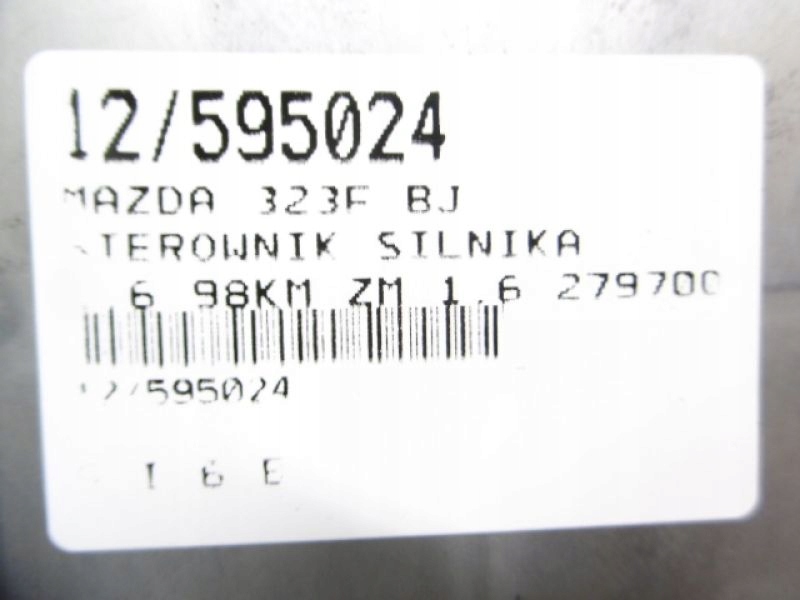 12/595024
MAZDA 323F BJ
STEROWNIK SILNIKA
6 98KM ZM 1.6 279700
12/595024
I 6 E